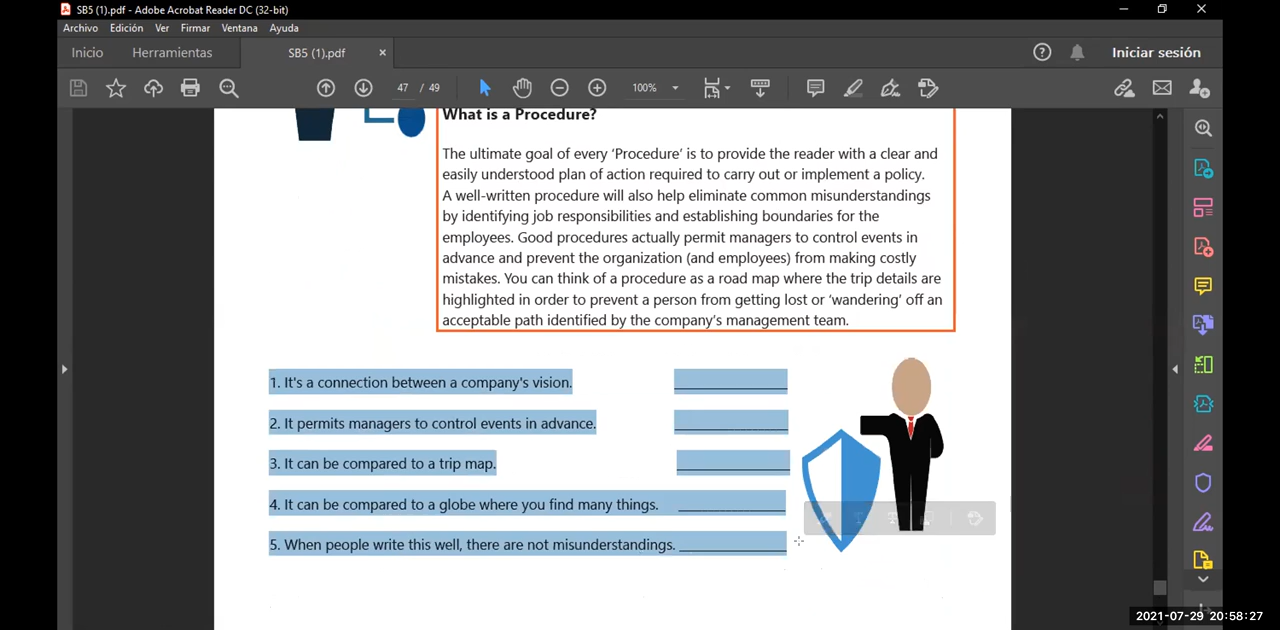 SB5 (1).pdf - Adobe Acrobat Reader DC (32-bit)
Archivo Edición Ver Firmar Ventana Ayuda
Inicio Herramientas SB5 (1).pdf Iniciar sesión
47 / 49 100%
What is a Procedure?
The ultimate goal of every ‘Procedure’ is to provide the reader with a clear and
easily understood plan of action required to carry out or implement a policy.
A well-written procedure will also help eliminate common misunderstandings
by identifying job responsibilities and establishing boundaries for the
employees. Good procedures actually permit managers to control events in
advance and prevent the organization (and employees) from making costly
mistakes. You can think of a procedure as a road map where the trip details are
highlighted in order to prevent a person from getting lost or ‘wandering’ off an
acceptable path identified by the company’s management team.
1. It's a connection between a company's vision. ______________
2. It permits managers to control events in advance. ______________
3. It can be compared to a trip map. ______________
4. It can be compared to a globe where you find many things. ______________
5. When people write this well, there are not misunderstandings. ______________
2021-07-29 20:58:27